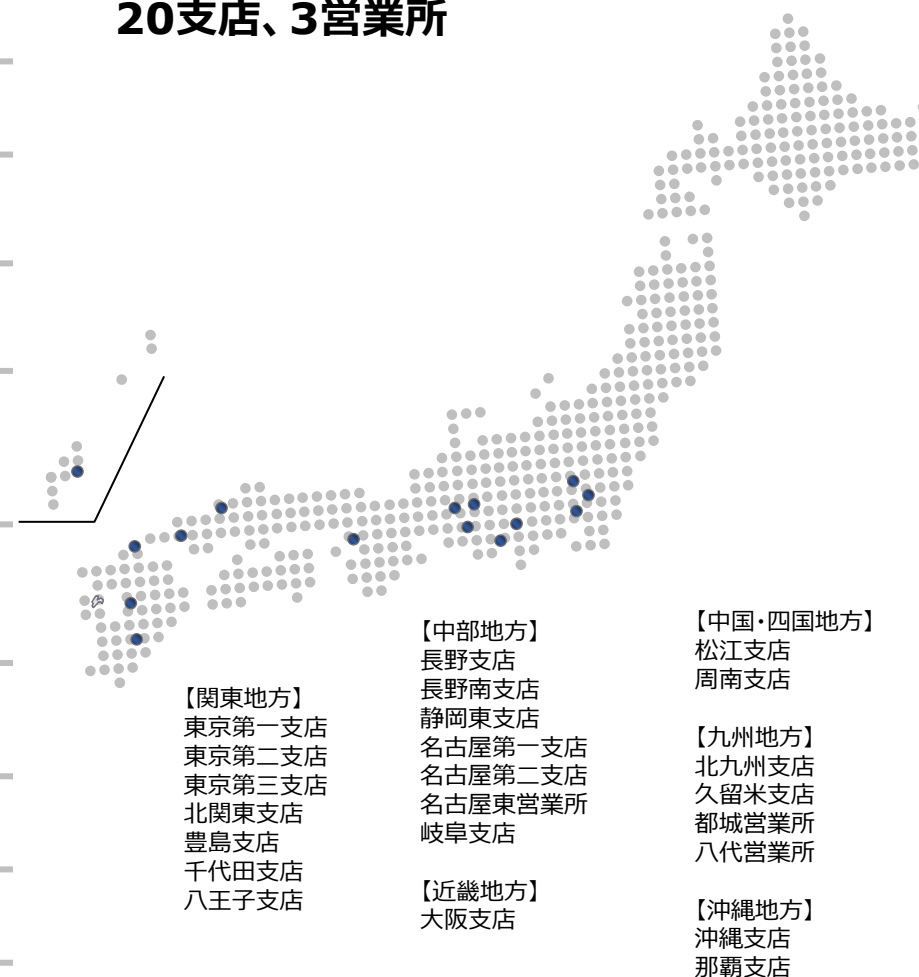 20支店、3営業所
【関東地方】
東京第一支店
東京第二支店
東京第三支店
北関東支店
豊島支店
千代田支店
八王子支店
【中部地方】
長野支店
長野南支店
静岡東支店
名古屋第一支店
名古屋第二支店
名古屋東営業所
岐阜支店
【近畿地方】
大阪支店
【中国・四国地方】
松江支店
周南支店
【九州地方】
北九州支店
久留米支店
都城営業所
八代営業所
【沖縄地方】
沖縄支店
那覇支店